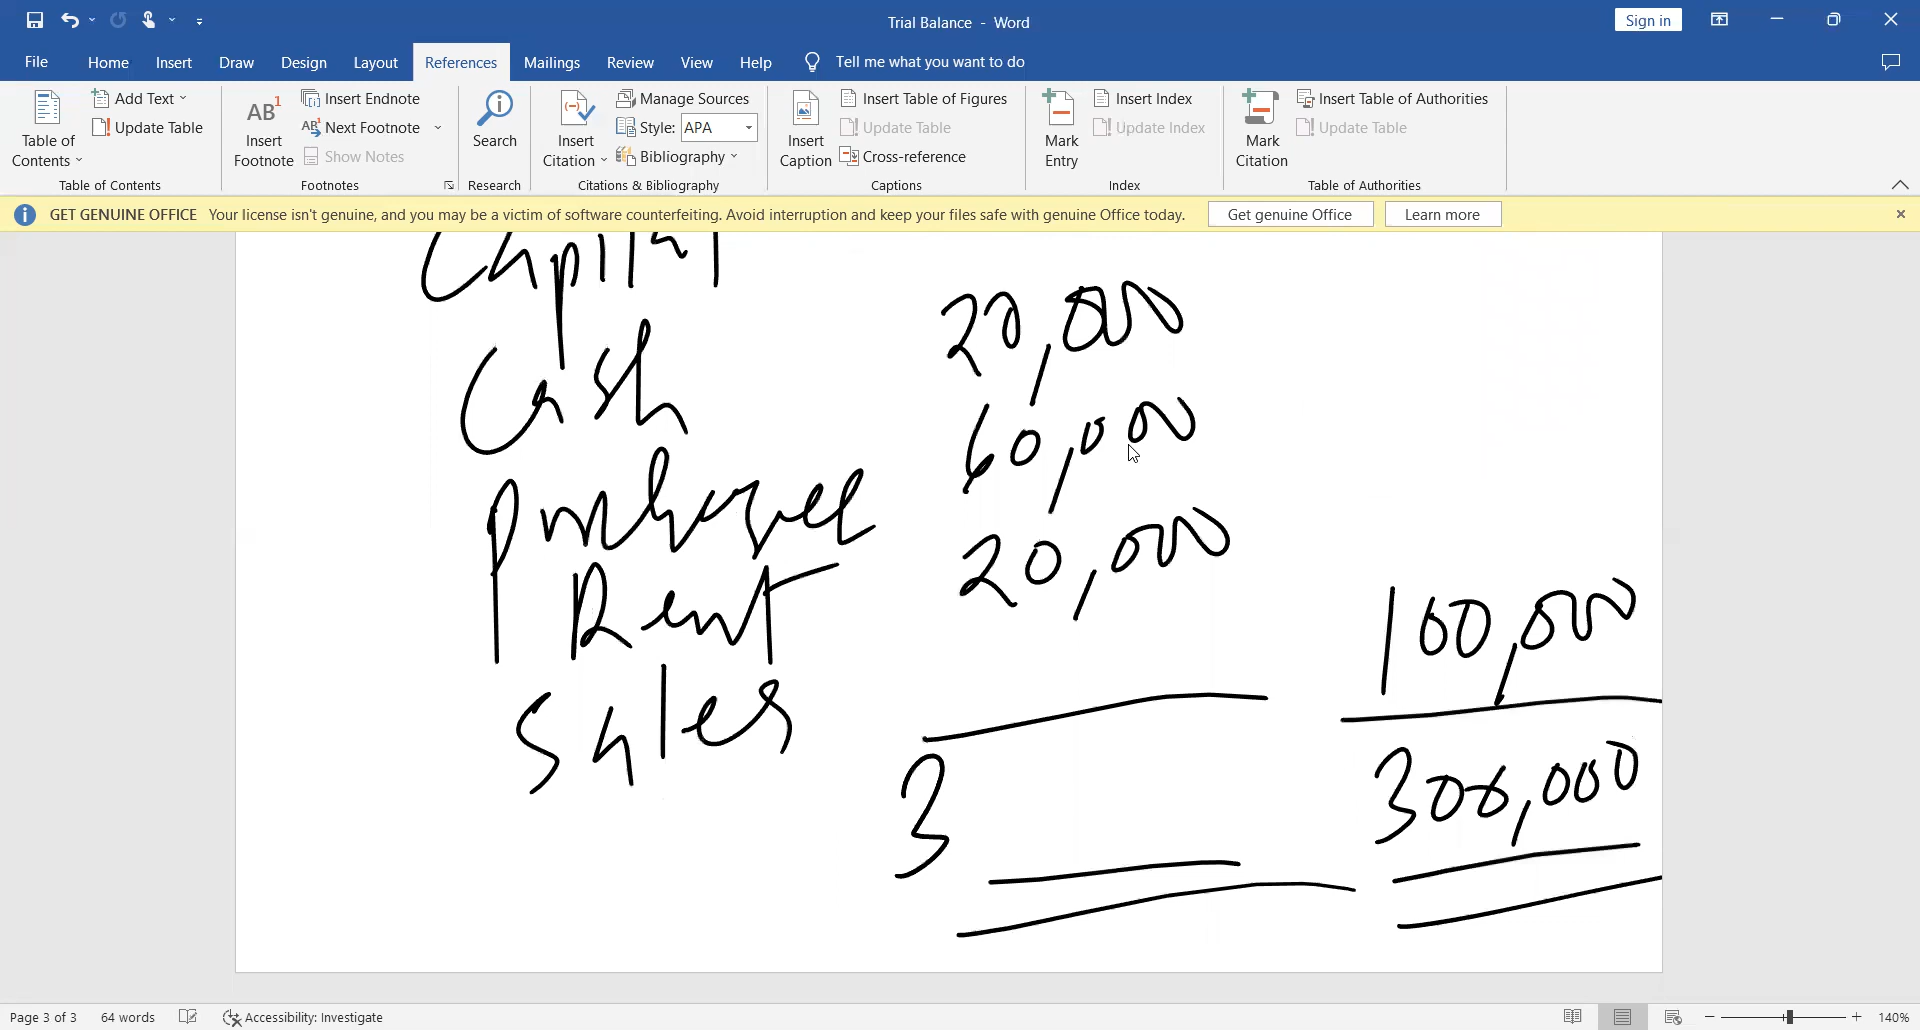 Trial Balance - Word
Sign in
File Home Insert Draw Design Layout References Mailings Review View Help Tell me what you want to do
Table of Contents
Add Text
Update Table
Table of Contents
AB1 Insert Footnote
Insert Endnote
AB1 Next Footnote
Show Notes
Footnotes
Search
Research
Insert Citation
Manage Sources
Style: APA
Bibliography
Citations & Bibliography
Insert Caption
Insert Table of Figures
Update Table
Cross-reference
Captions
Mark Entry
Insert Index
Update Index
Index
Mark Citation
Insert Table of Authorities
Update Table
Table of Authorities
GET GENUINE OFFICE Your license isn't genuine, and you may be a victim of software counterfeiting. Avoid interruption and keep your files safe with genuine Office today. Get genuine Office Learn more
Capital
20,000
Cash
60,000
Purchases
20,000
Rent
100,000
Sales
3
300,000
Page 3 of 3 64 words Accessibility: Investigate 140%